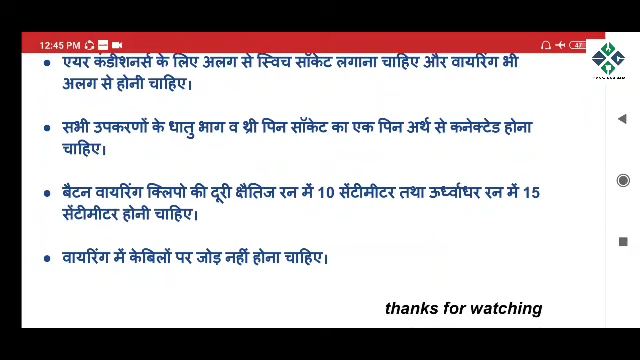 12:45 PM
47
एयर कंडीशनर्स के लिए अलग से स्विच सॉकेट लगाना चाहिए और वायरिंग भी
अलग से होनी चाहिए।
सभी उपकरणों के धातु भाग व थ्री पिन सॉकेट का एक पिन अर्थ से कनेक्टेड होना
चाहिए।
बैटन वायरिंग क्लिपो की दूरी क्षैतिज रन में 10 सेंटीमीटर तथा ऊर्ध्वाधर रन में 15
सेंटीमीटर होनी चाहिए।
वायरिंग में केबिलों पर जोड़ नहीं होना चाहिए।
thanks for watching